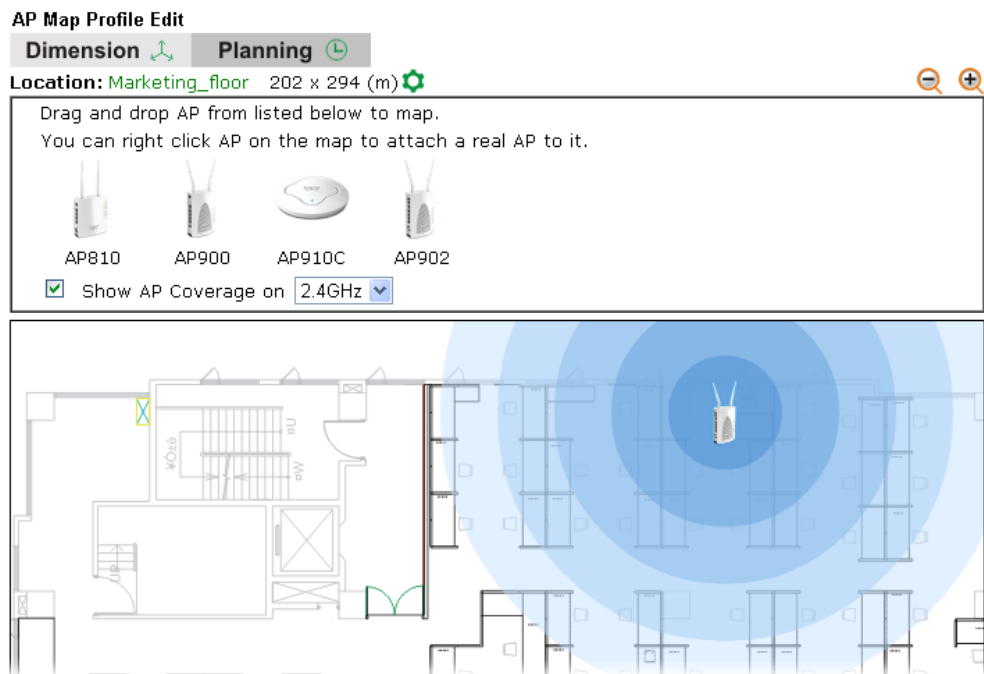 AP Map Profile Edit
Dimension Planning
Location: Marketing_floor 202 x 294 (m)
Drag and drop AP from listed below to map.
You can right click AP on the map to attach a real AP to it.
AP810 AP900 AP910C AP902
Show AP Coverage on 2.4GHz
UP